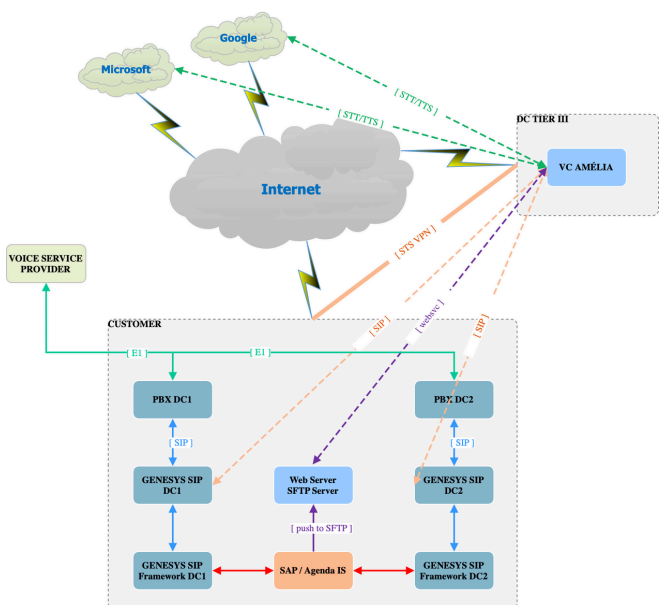 Google
Microsoft
[ STT/TTS ]
[ STT/TTS ]
DC TIER III
VC AMÉLIA
Internet
[ STS VPN ]
VOICE SERVICE
PROVIDER
[ websvc ]
CUSTOMER
[ SIP ]
[ SIP ]
[ E1 ]
[ E1 ]
PBX DC1
PBX DC2
[ SIP ]
[ SIP ]
GENESYS SIP
DC1
Web Server
SFTP Server
GENESYS SIP
DC2
[ push to SFTP ]
GENESYS SIP
Framework DC1
SAP / Agenda IS
GENESYS SIP
Framework DC2